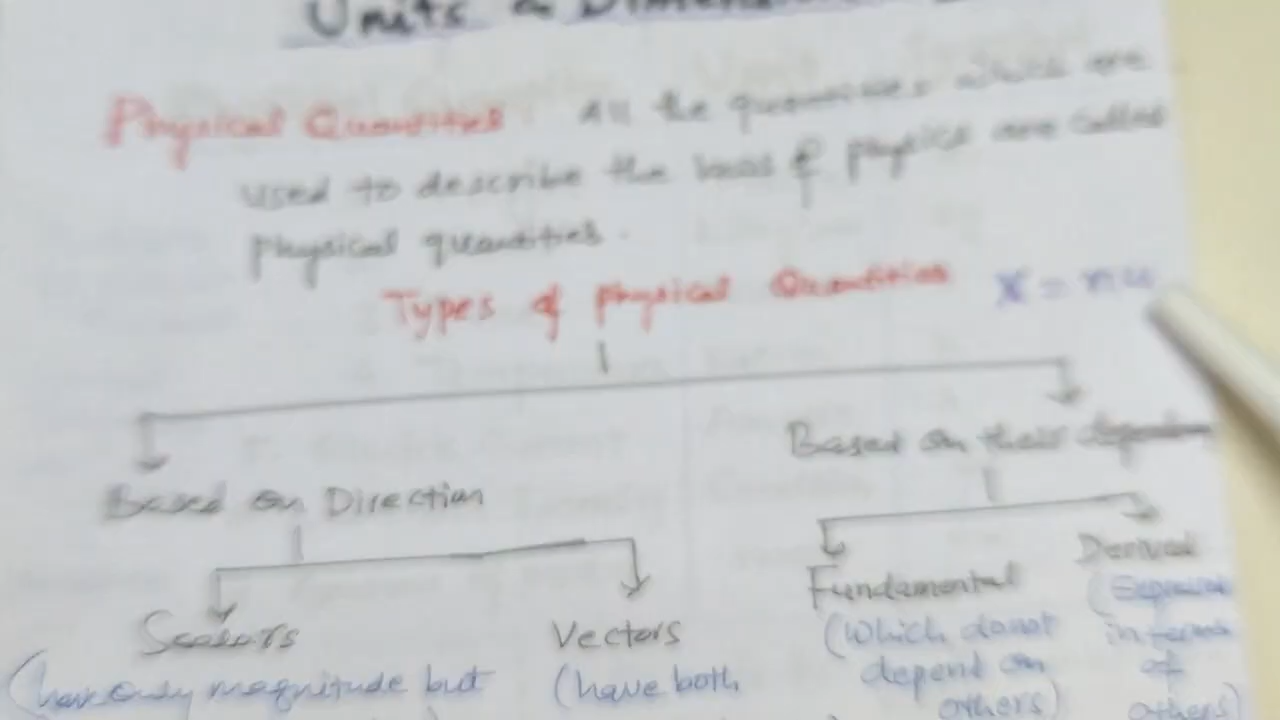 Units &
Physical Quantities : All the quantities which are
used to describe the laws of physics are called
physical quantities.
Types of physical Quantities X = nu
Based on their
Based on Direction
Derived
Fundamental
Scalars Vectors
(Which donot
in terms
(have only magnitude but (have both
depend on of
others) others)